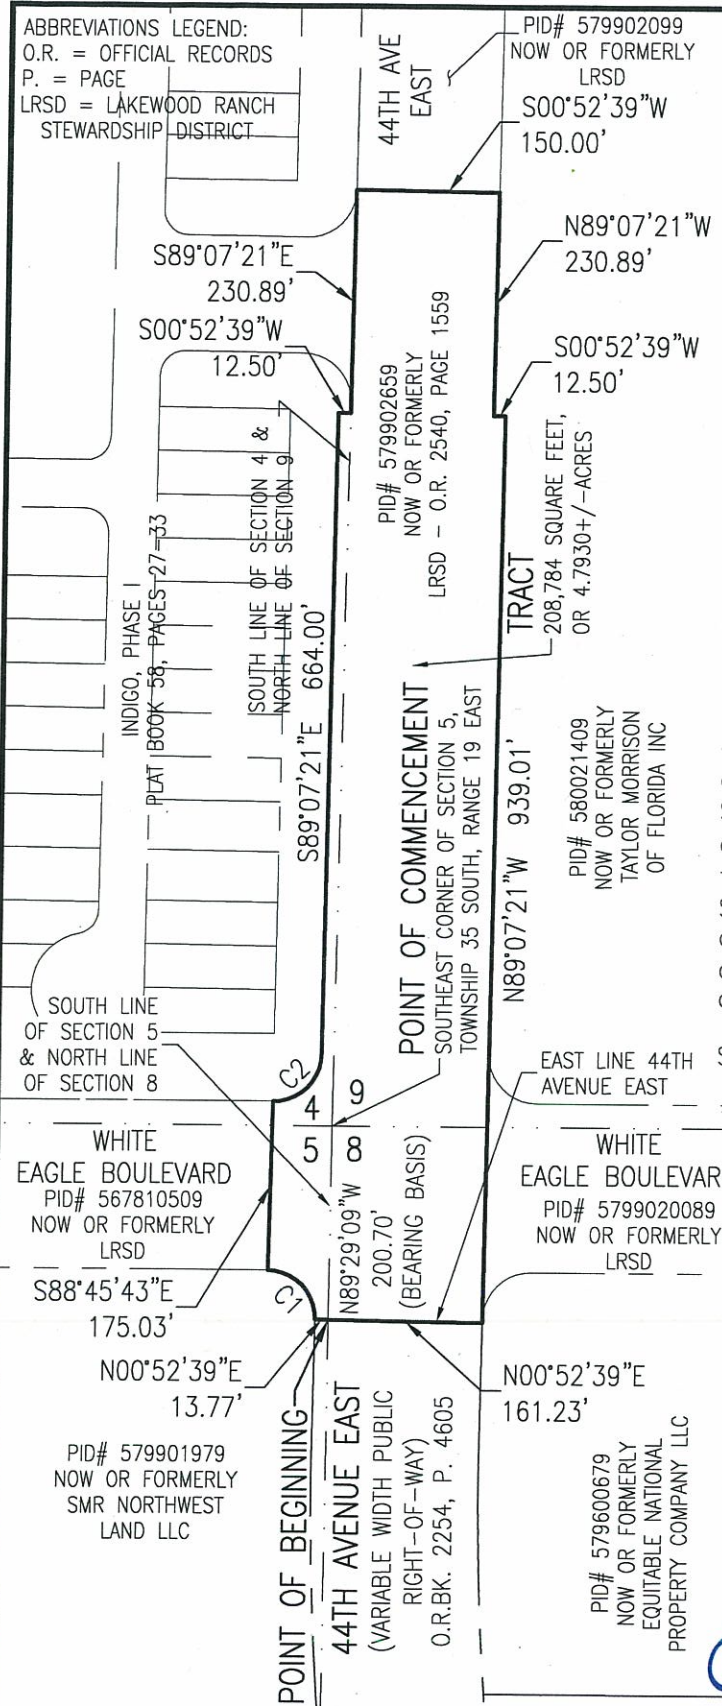 ABBREVIATIONS LEGEND:
O.R. = OFFICIAL RECORDS
P. = PAGE
LRSD = LAKEWOOD RANCH
STEWARDSHIP DISTRICT
44TH AVE
EAST
PID# 579902099
NOW OR FORMERLY
LRSD
S00°52'39"W
150.00'
S89°07'21"E
230.89'
N89°07'21"W
230.89'
S00°52'39"W
12.50'
S00°52'39"W
12.50'
PID# 579902659
NOW OR FORMERLY
LRSD - O.R. 2540, PAGE 1559
SOUTH LINE OF SECTION 4 &
NORTH LINE OF SECTION 9
INDIGO, PHASE I
PLAT BOOK 58, PAGES 27-33
S89°07'21"E 664.00'
TRACT
208,784 SQUARE FEET,
OR 4.7930+/-ACRES
POINT OF COMMENCEMENT
SOUTHEAST CORNER OF SECTION 5,
TOWNSHIP 35 SOUTH, RANGE 19 EAST
N89°07'21"W 939.01'
PID# 580021409
NOW OR FORMERLY
TAYLOR MORRISON
OF FLORIDA INC
SOUTH LINE
OF SECTION 5
& NORTH LINE
OF SECTION 8
C2
4 9
5 8
EAST LINE 44TH
AVENUE EAST
WHITE
EAGLE BOULEVARD
PID# 567810509
NOW OR FORMERLY
LRSD
WHITE
EAGLE BOULEVAR
PID# 5799020089
NOW OR FORMERLY
LRSD
N89°29'09"W
200.70'
(BEARING BASIS)
S88°45'43"E
175.03'
C1
N00°52'39"E
13.77'
N00°52'39"E
161.23'
PID# 579901979
NOW OR FORMERLY
SMR NORTHWEST
LAND LLC
POINT OF BEGINNING
44TH AVENUE EAST
(VARIABLE WIDTH PUBLIC
RIGHT-OF-WAY)
O.R.BK. 2254, P. 4605
PID# 579600679
NOW OR FORMERLY
EQUITABLE NATIONAL
PROPERTY COMPANY LLC